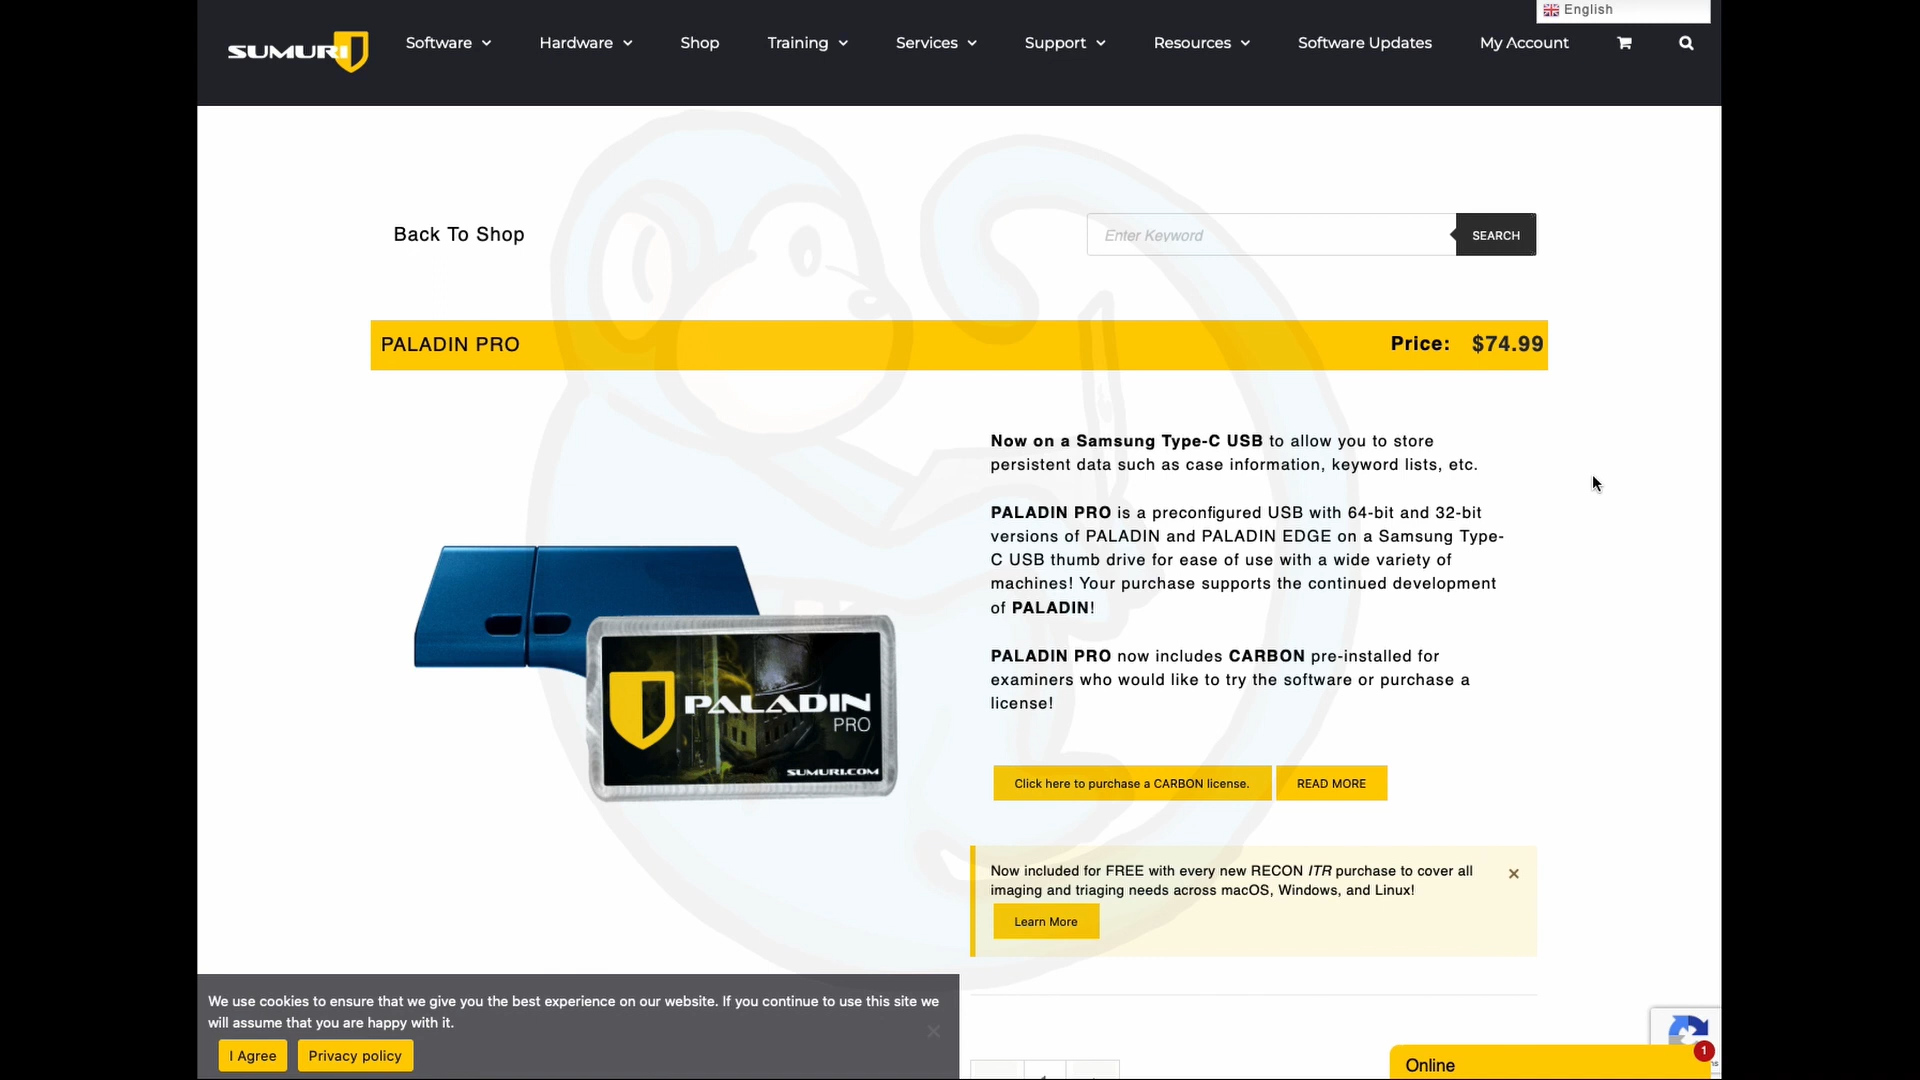 English
SUMURI
Software
Hardware
Shop
Training
Services
Support
Resources
Software Updates
My Account
Back To Shop
Enter Keyword
SEARCH
PALADIN PRO
Price: $74.99
Now on a Samsung Type-C USB to allow you to store
persistent data such as case information, keyword lists, etc.
PALADIN PRO is a preconfigured USB with 64-bit and 32-bit
versions of PALADIN and PALADIN EDGE on a Samsung Type-
C USB thumb drive for ease of use with a wide variety of
machines! Your purchase supports the continued development
of PALADIN!
PALADIN PRO now includes CARBON pre-installed for
examiners who would like to try the software or purchase a
license!
PALADIN
PRO
SUMURI.COM
Click here to purchase a CARBON license.
READ MORE
Now included for FREE with every new RECON ITR purchase to cover all
imaging and triaging needs across macOS, Windows, and Linux!
Learn More
We use cookies to ensure that we give you the best experience on our website. If you continue to use this site we
will assume that you are happy with it.
I Agree
Privacy policy
1
Online